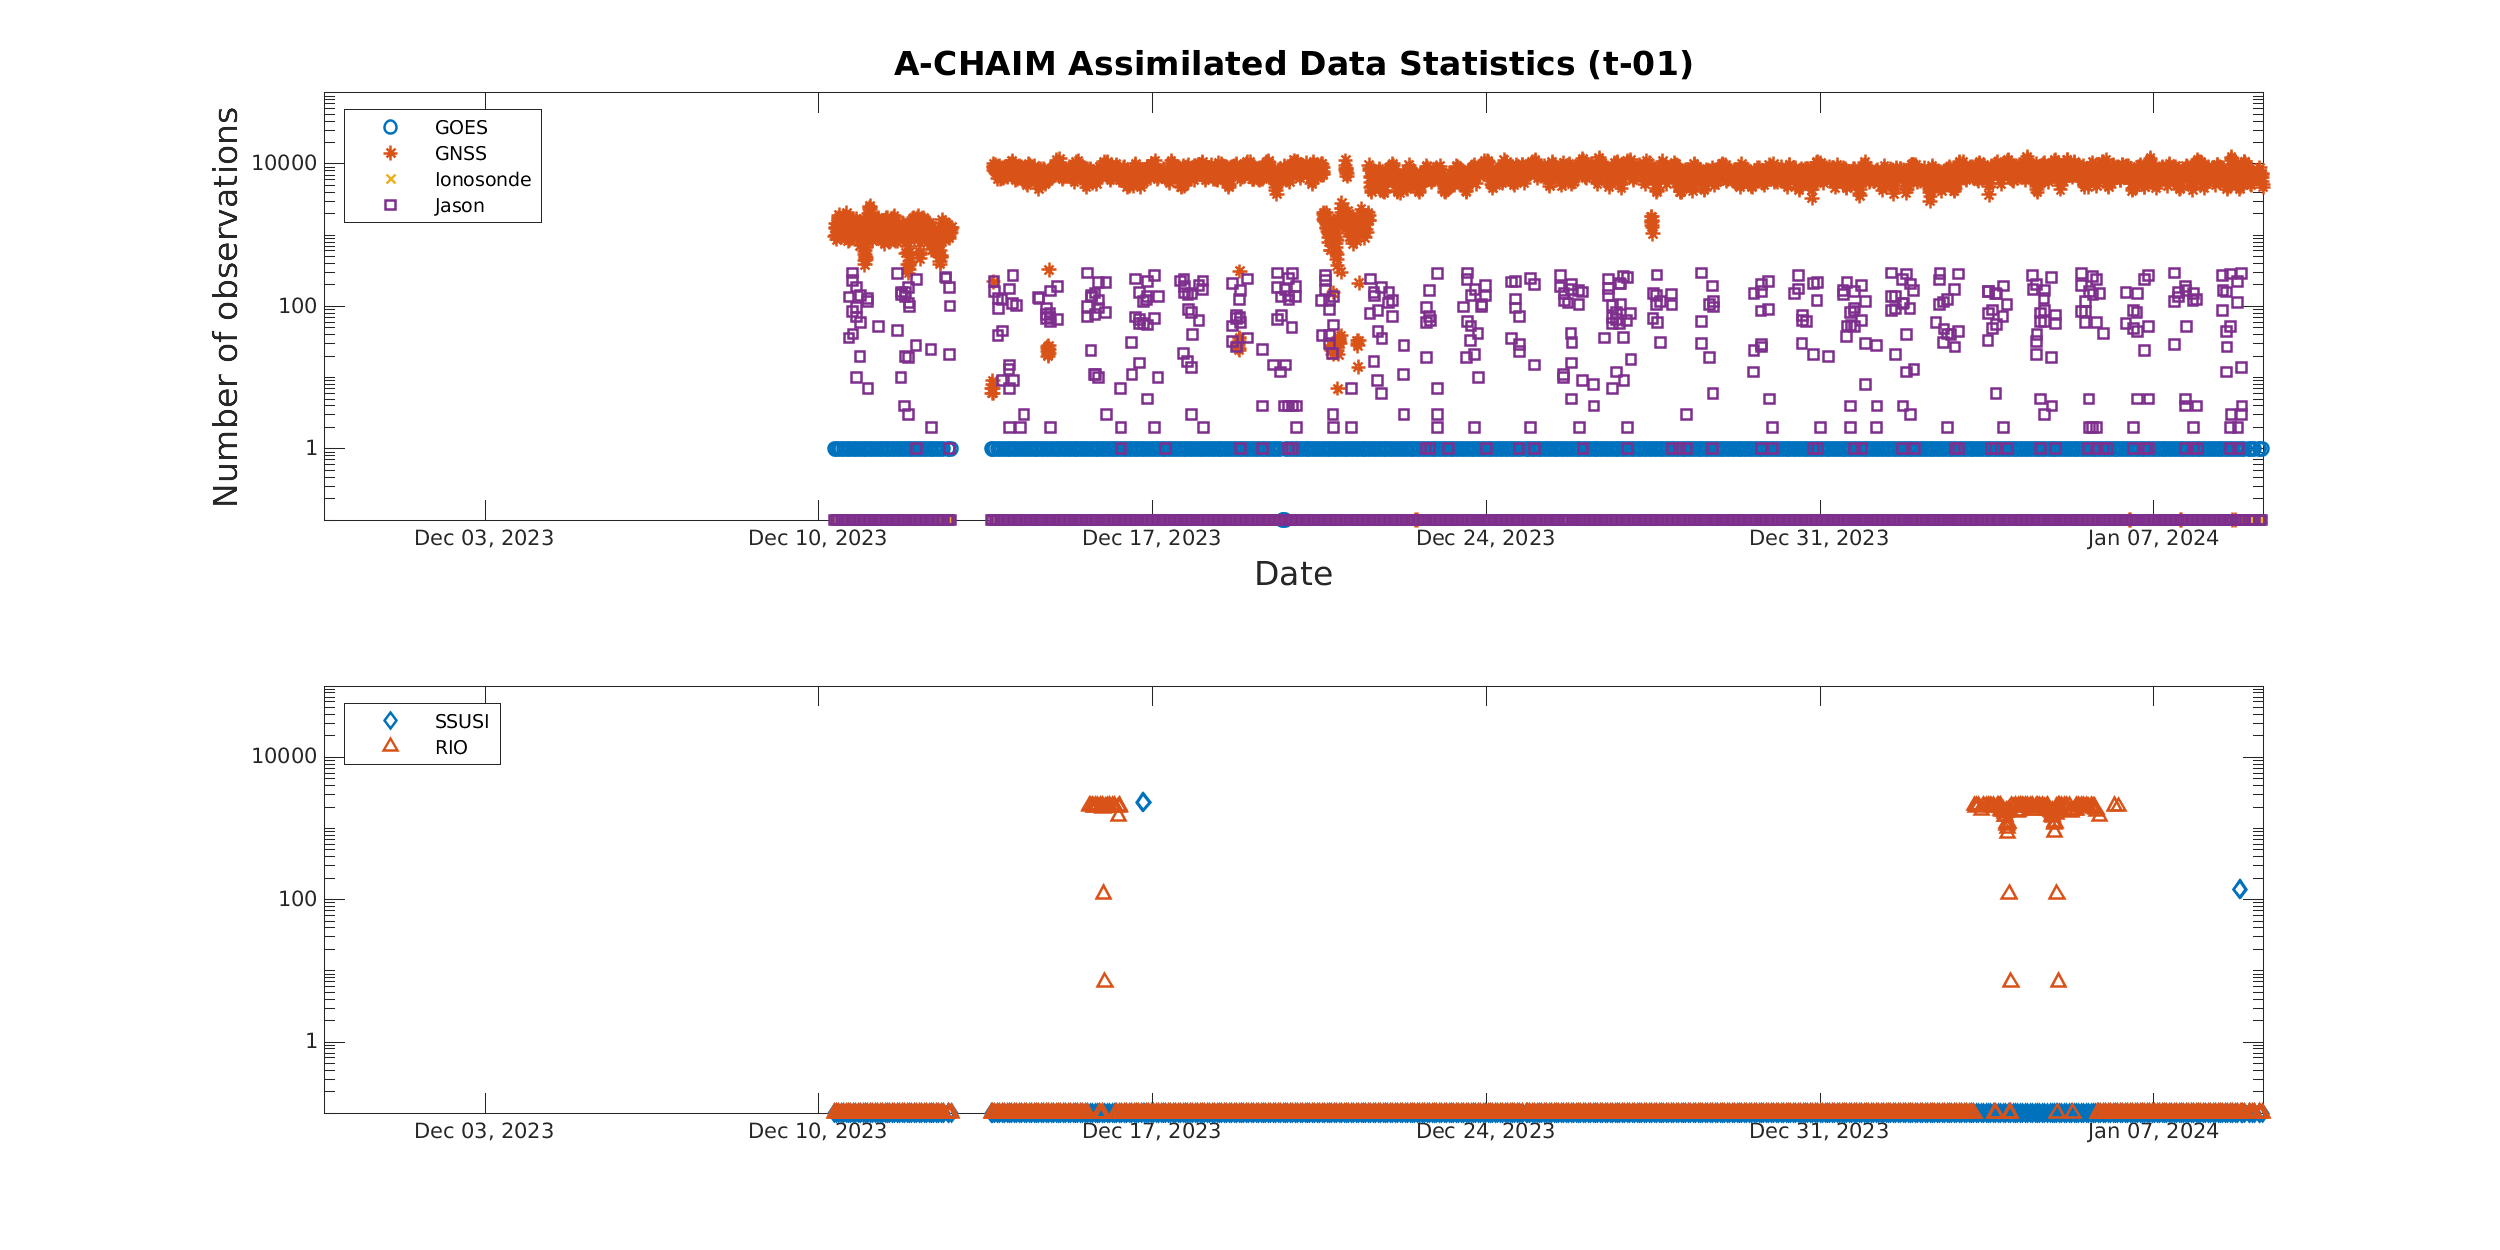 A-CHAIM Assimilated Data Statistics (t-01)
Number of observations
10000
100
1
GOES
GNSS
Ionosonde
Jason
Dec 03, 2023
Dec 10, 2023
Dec 17, 2023
Dec 24, 2023
Dec 31, 2023
Jan 07, 2024
Date
10000
100
1
SSUSI
RIO
Dec 03, 2023
Dec 10, 2023
Dec 17, 2023
Dec 24, 2023
Dec 31, 2023
Jan 07, 2024